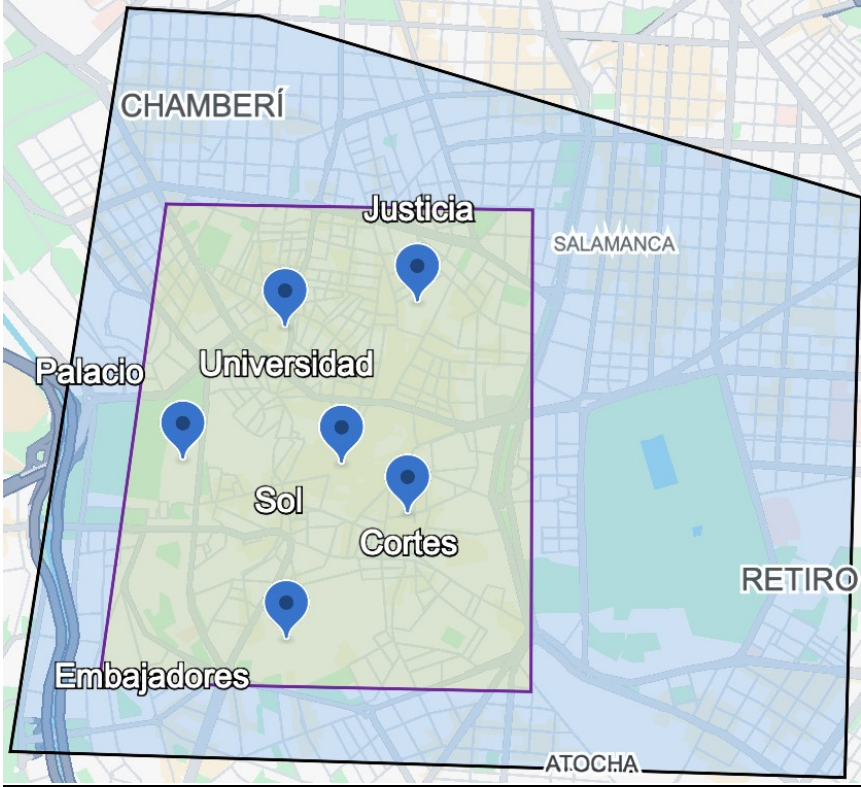 CHAMBERÍ
Justicia
SALAMANCA
Universidad
Palacio
Sol
Cortes
RETIRO
Embajadores
ATOCHA